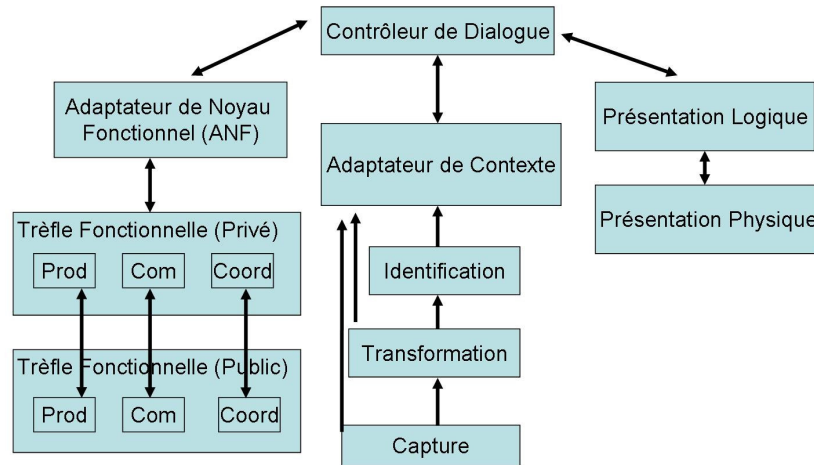 Contrôleur de Dialogue
Adaptateur de Noyau
Fonctionnel (ANF)
Adaptateur de Contexte
Présentation Logique
Présentation Physique
Trèfle Fonctionnelle (Privé)
Prod
Com
Coord
Identification
Transformation
Trèfle Fonctionnelle (Public)
Prod
Com
Coord
Capture